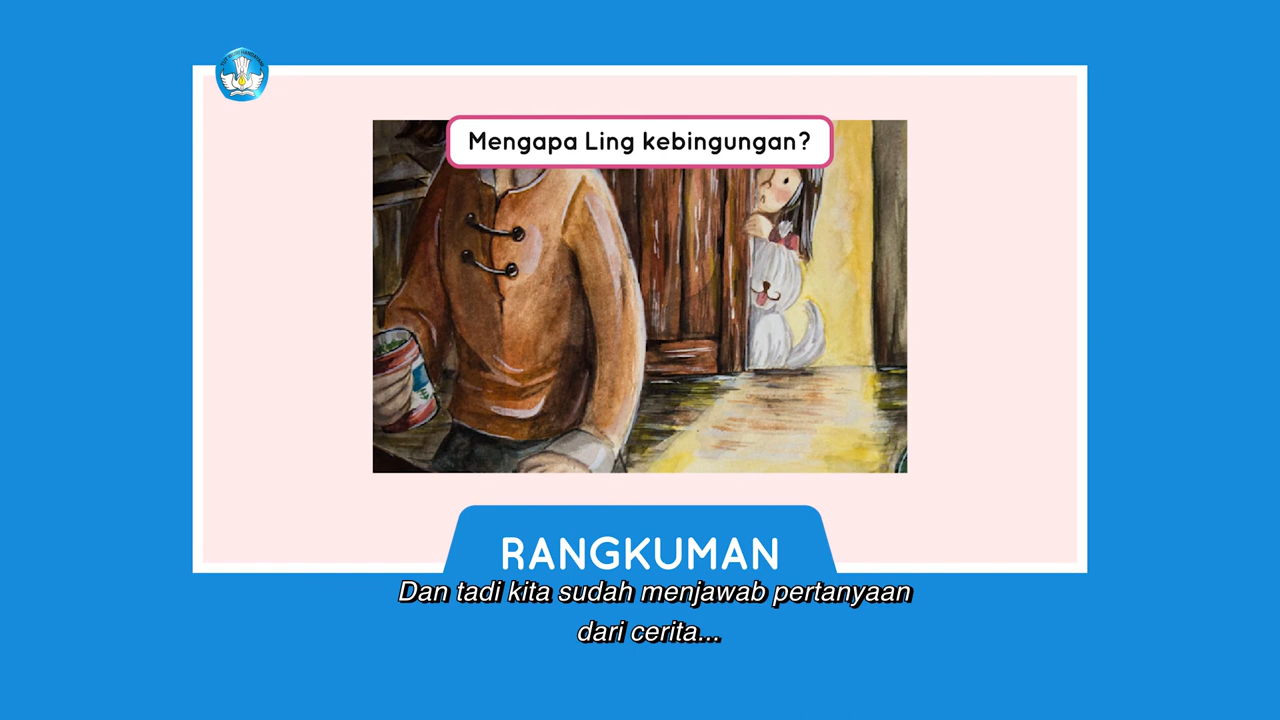 Mengapa Ling kebingungan?
RANGKUMAN
Dan tadi kita sudah menjawab pertanyaan
dari cerita...